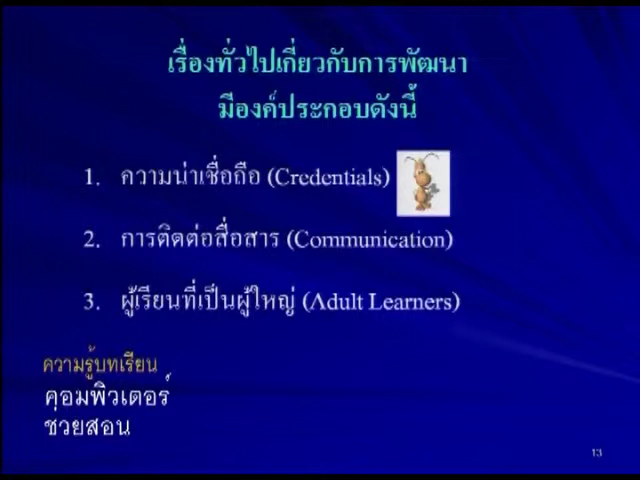 เรื่องทั่วไปเกี่ยวกับการพัฒนา
มีองค์ประกอบดังนี้
1. ความน่าเชื่อถือ (Credentials)
2. การติดต่อสื่อสาร (Communication)
3. ผู้เรียนที่เป็นผู้ใหญ่ (Adult Learners)
ความรู้บทเรียน
คอมพิวเตอร์
ช่วยสอน
13